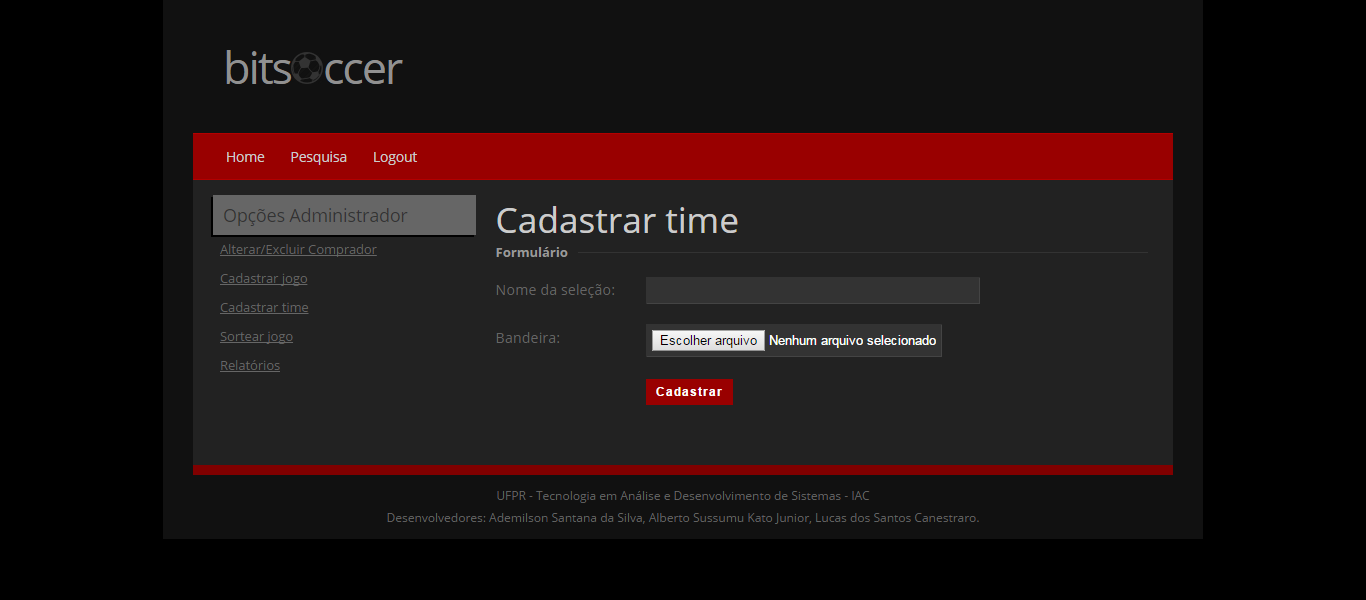 bitsoccer
Home Pesquisa Logout
Opções Administrador
Alterar/Excluir Comprador
Cadastrar jogo
Cadastrar time
Sortear jogo
Relatórios
Cadastrar time
Formulário
Nome da seleção:
Bandeira: Escolher arquivo Nenhum arquivo selecionado
Cadastrar
UFPR - Tecnologia em Análise e Desenvolvimento de Sistemas - IAC
Desenvolvedores: Ademilson Santana da Silva, Alberto Sussumu Kato Junior, Lucas dos Santos Canestraro.